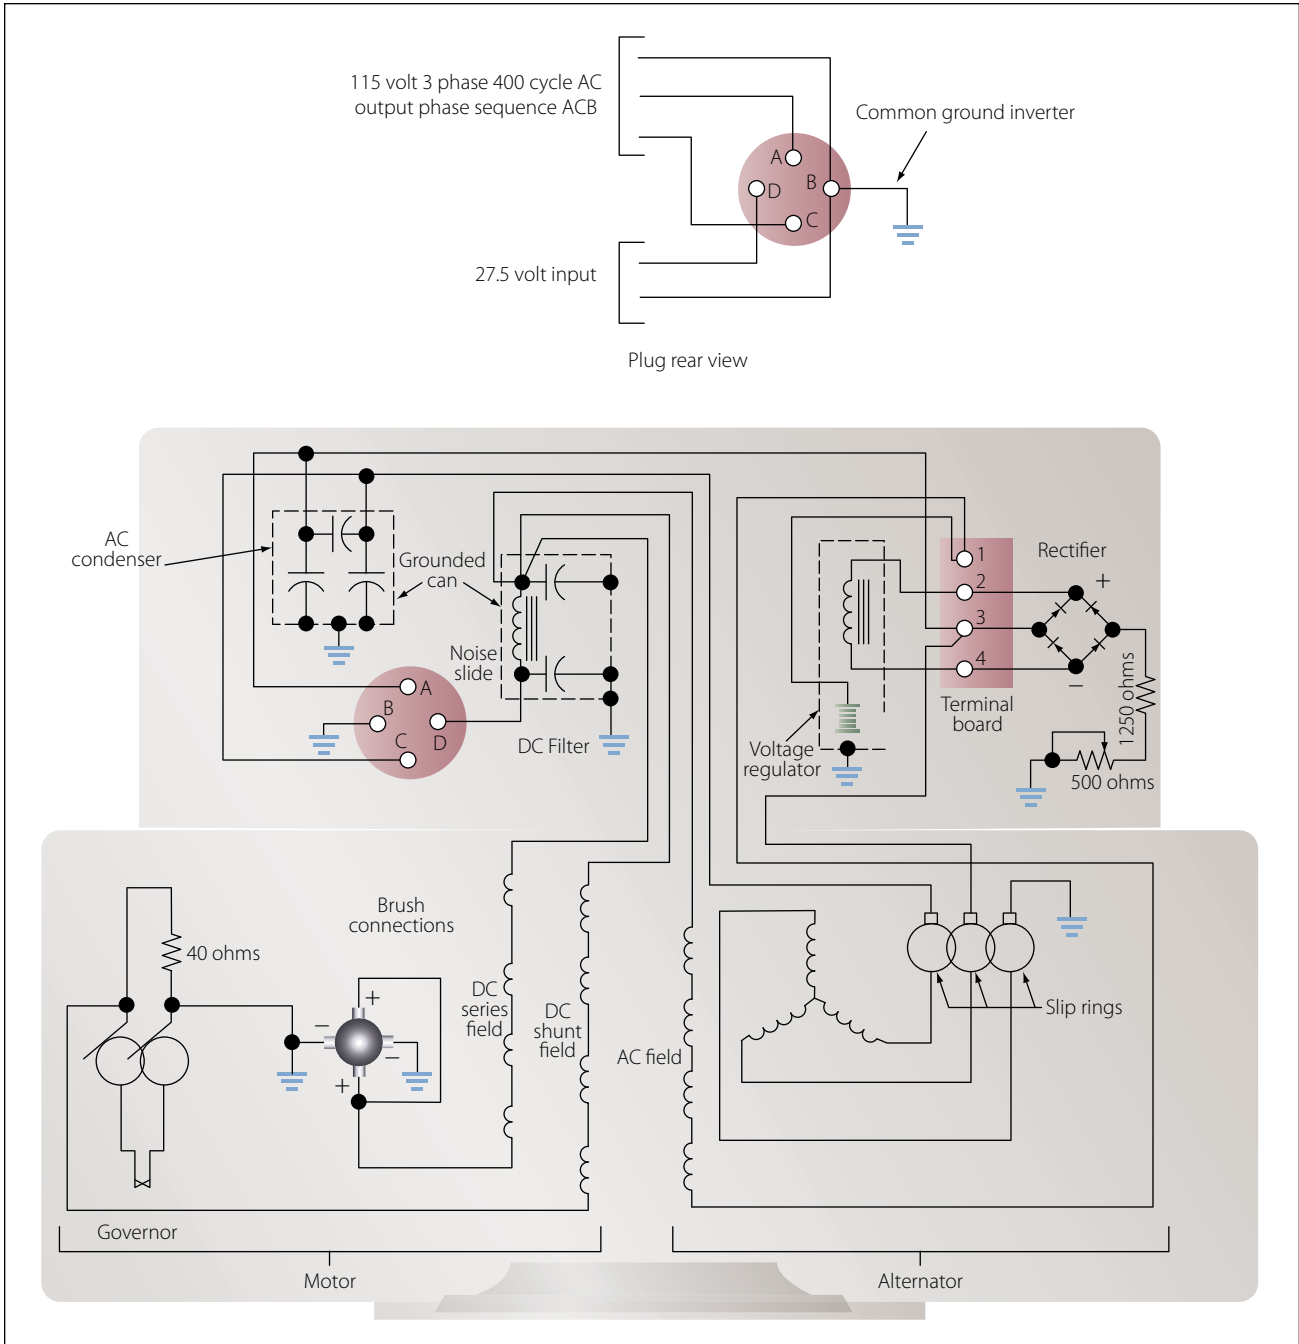 115 volt 3 phase 400 cycle AC
output phase sequence ACB
Common ground inverter
A
B
D
C
27.5 volt input
Plug rear view
AC
condenser
Grounded
can
Noise
slide
DC Filter
A
B
C
D
1
2
3
4
Rectifier
+
−
Terminal
board
1250 ohms
500 ohms
Voltage
regulator
40 ohms
Brush
connections
+
−
−
+
DC
series
field
DC
shunt
field
AC field
Slip rings
Governor
Motor
Alternator